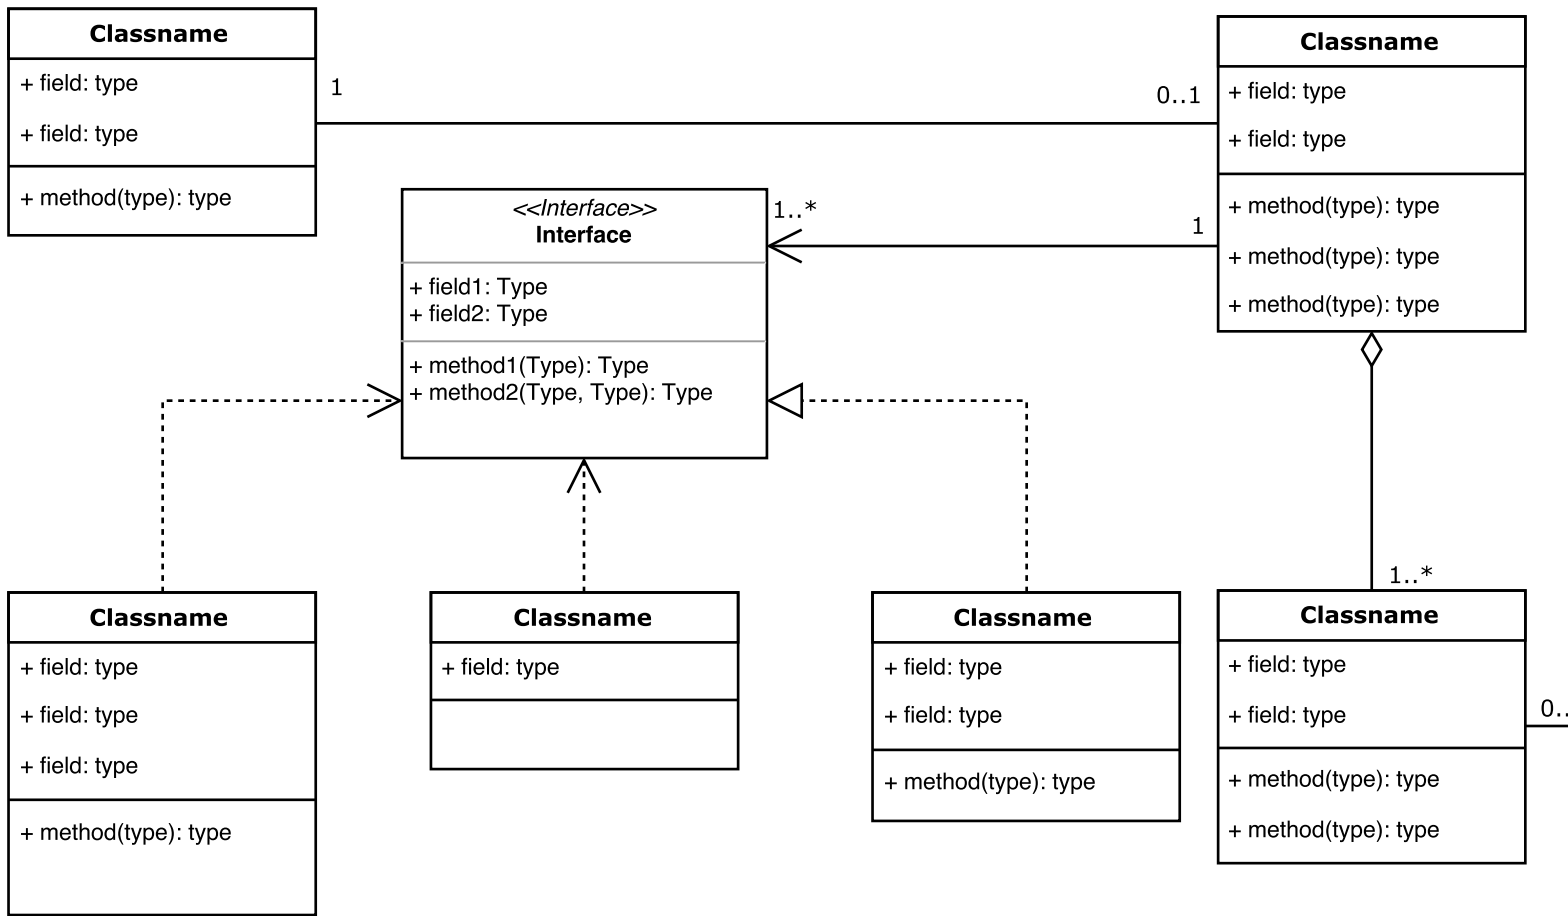 Classname
+ field: type
+ field: type
+ method(type): type
1
0..1
Classname
+ field: type
+ field: type
+ method(type): type
+ method(type): type
+ method(type): type
<<Interface>>
Interface
+ field1: Type
+ field2: Type
+ method1(Type): Type
+ method2(Type, Type): Type
1..*
1
Classname
+ field: type
+ field: type
+ field: type
+ method(type): type
Classname
+ field: type
Classname
+ field: type
+ field: type
+ method(type): type
1..*
Classname
+ field: type
+ field: type
+ method(type): type
+ method(type): type
0..